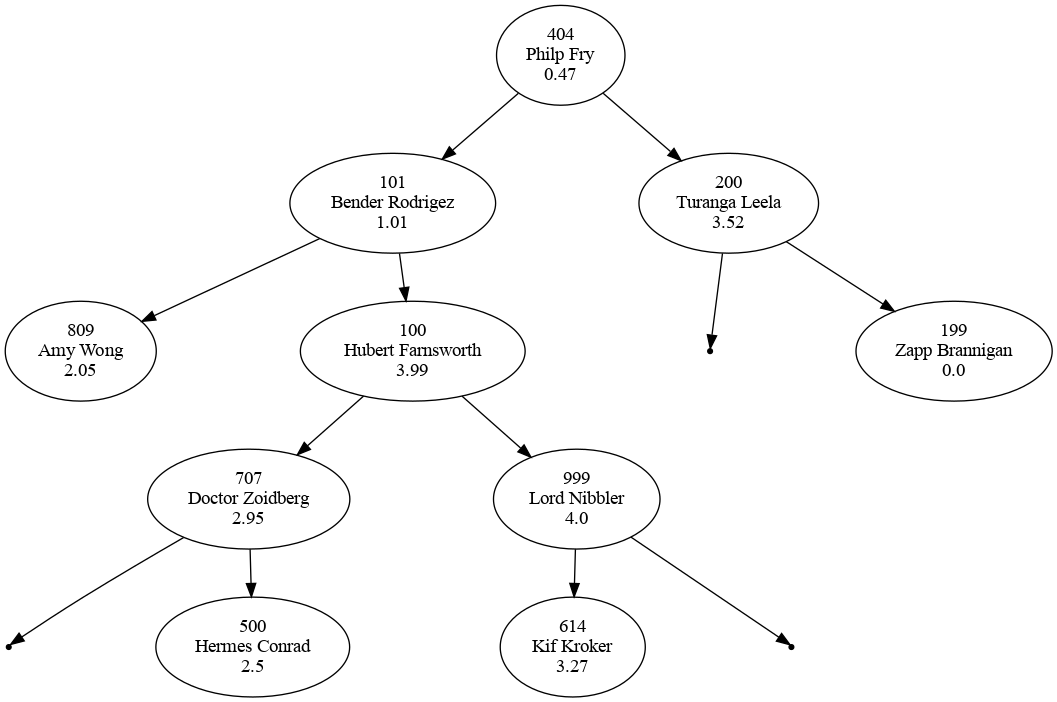 404
Philp Fry
0.47
101
Bender Rodrigez
1.01
200
Turanga Leela
3.52
809
Amy Wong
2.05
100
Hubert Farnsworth
3.99
199
Zapp Brannigan
0.0
707
Doctor Zoidberg
2.95
999
Lord Nibbler
4.0
500
Hermes Conrad
2.5
614
Kif Kroker
3.27